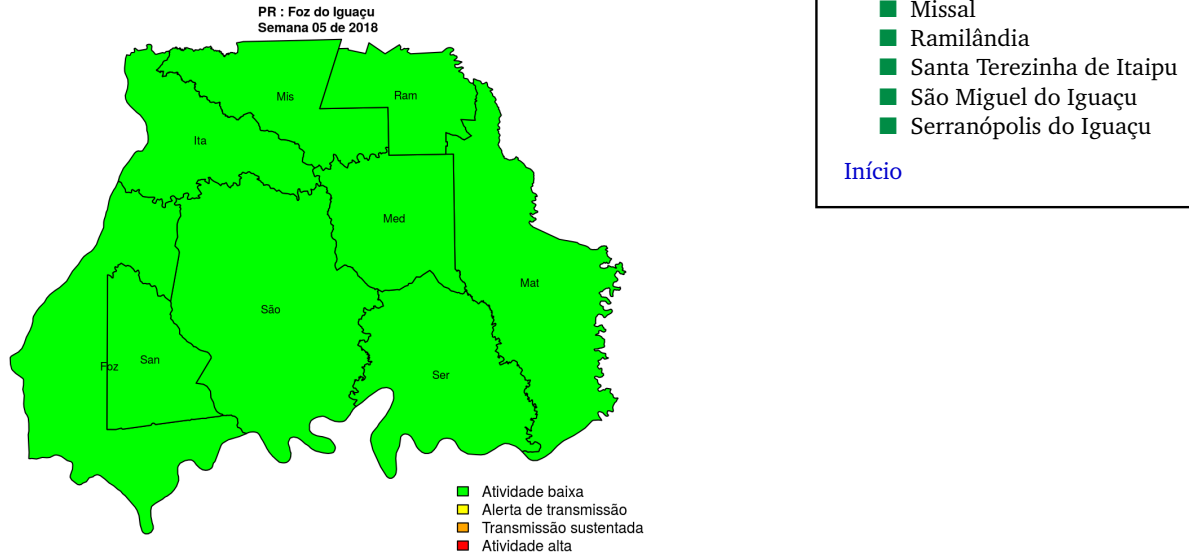 PR : Foz do Iguaçu
Semana 05 de 2018
Mis
Ram
Ita
Med
Mat
São
Foz
San
Ser
Atividade baixa
Alerta de transmissão
Transmissão sustentada
Atividade alta
Missal
Ramilândia
Santa Terezinha de Itaipu
São Miguel do Iguaçu
Serranópolis do Iguaçu
Início